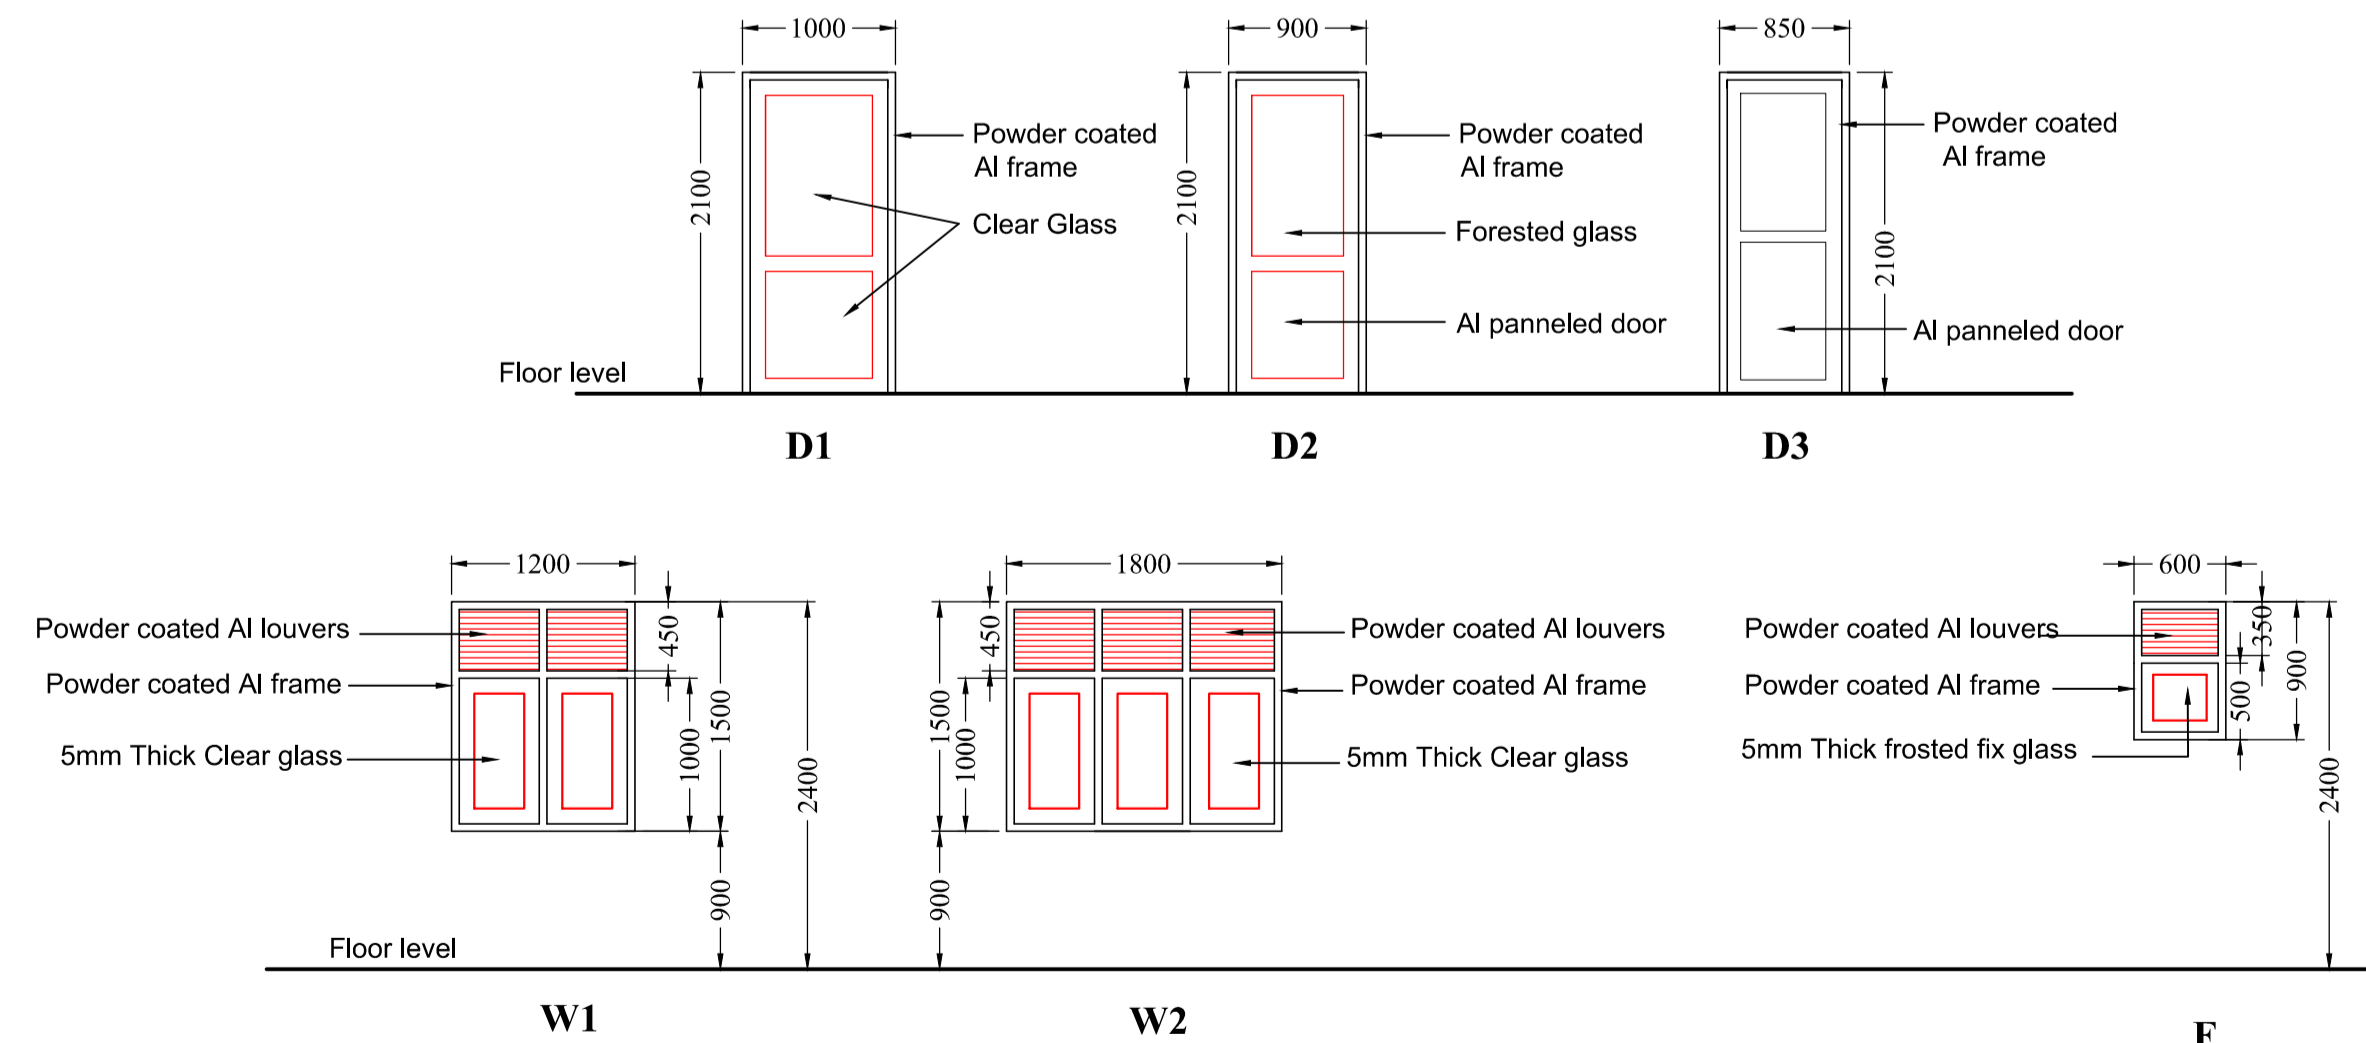 1000
900
850
2100
Powder coated
Al frame
Clear Glass
2100
Powder coated
Al frame
Forested glass
Al panneled door
Powder coated
Al frame
2100
Al panneled door
Floor level
D1
D2
D3
1200
1800
600
Powder coated Al louvers
Powder coated Al frame
5mm Thick Clear glass
450
1000
1500
2400
900
450
1500
1000
900
Powder coated Al louvers
Powder coated Al frame
5mm Thick Clear glass
Powder coated Al louvers
Powder coated Al frame
5mm Thick frosted fix glass
350
500
900
2400
Floor level
W1
W2